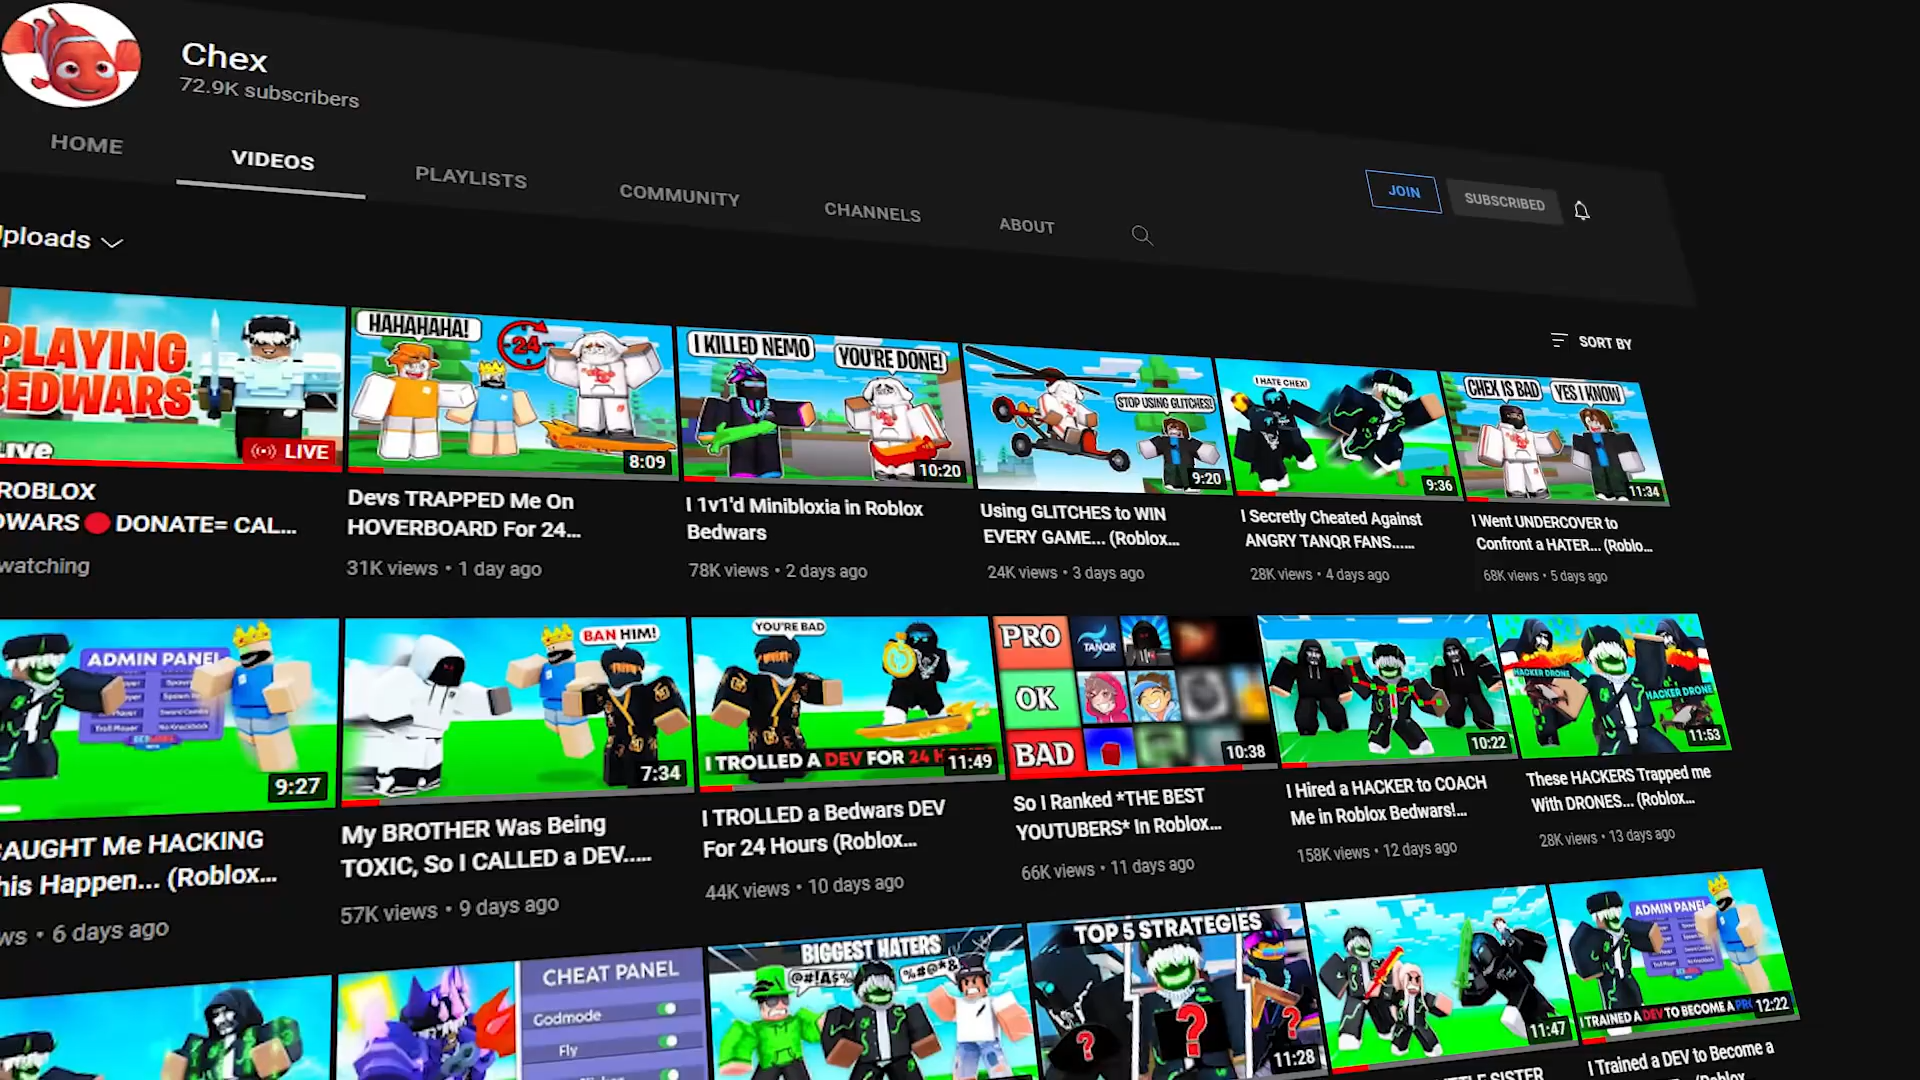 Chex
72.9K subscribers
HOME
VIDEOS
PLAYLISTS
COMMUNITY
CHANNELS
ABOUT
JOIN
SUBSCRIBED
ploads
SORT BY
PLAYING
BEDWARS
LIVE
HAHAHAHA!
24
8:09
I KILLED NEMO
YOU'RE DONE!
10:20
STOP USING GLITCHES!
9:20
I HATE CHEX!
9:36
CHEX IS BAD
YES I KNOW
11:34
ROBLOX
WARS 🔴 DONATE= CAL...
watching
Devs TRAPPED Me On
HOVERBOARD For 24...
31K views • 1 day ago
I 1v1'd Minibloxia in Roblox
Bedwars
78K views • 2 days ago
Using GLITCHES to WIN
EVERY GAME... (Roblox...
24K views • 3 days ago
I Secretly Cheated Against
ANGRY TANQR FANS......
28K views • 4 days ago
I Went UNDERCOVER to
Confront a HATER... (Roblo...
68K views • 5 days ago
ADMIN PANEL
9:27
BAN HIM!
7:34
YOU'RE BAD
I TROLLED A DEV FOR 24 H
11:49
PRO
TANQR
OK
BAD
10:38
10:22
HACKER DRONE
HACKER DRONE
11:53
AUGHT Me HACKING
his Happen... (Roblox...
ws • 6 days ago
My BROTHER Was Being
TOXIC, So I CALLED a DEV.....
57K views • 9 days ago
I TROLLED a Bedwars DEV
For 24 Hours (Roblox...
44K views • 10 days ago
So I Ranked *THE BEST
YOUTUBERS* In Roblox...
66K views • 11 days ago
I Hired a HACKER to COACH
Me in Roblox Bedwars!...
158K views • 12 days ago
These HACKERS Trapped me
With DRONES... (Roblox...
28K views • 13 days ago
CHEAT PANEL
Godmode
Fly
BIGGEST HATERS
@#!A$%
%#@*&
TOP 5 STRATEGIES
? ? ?
11:28
11:47
ADMIN PANEL
I TRAINED A DEV TO BECOME A PR
12:22
SISTER
I Trained a DEV to Become a